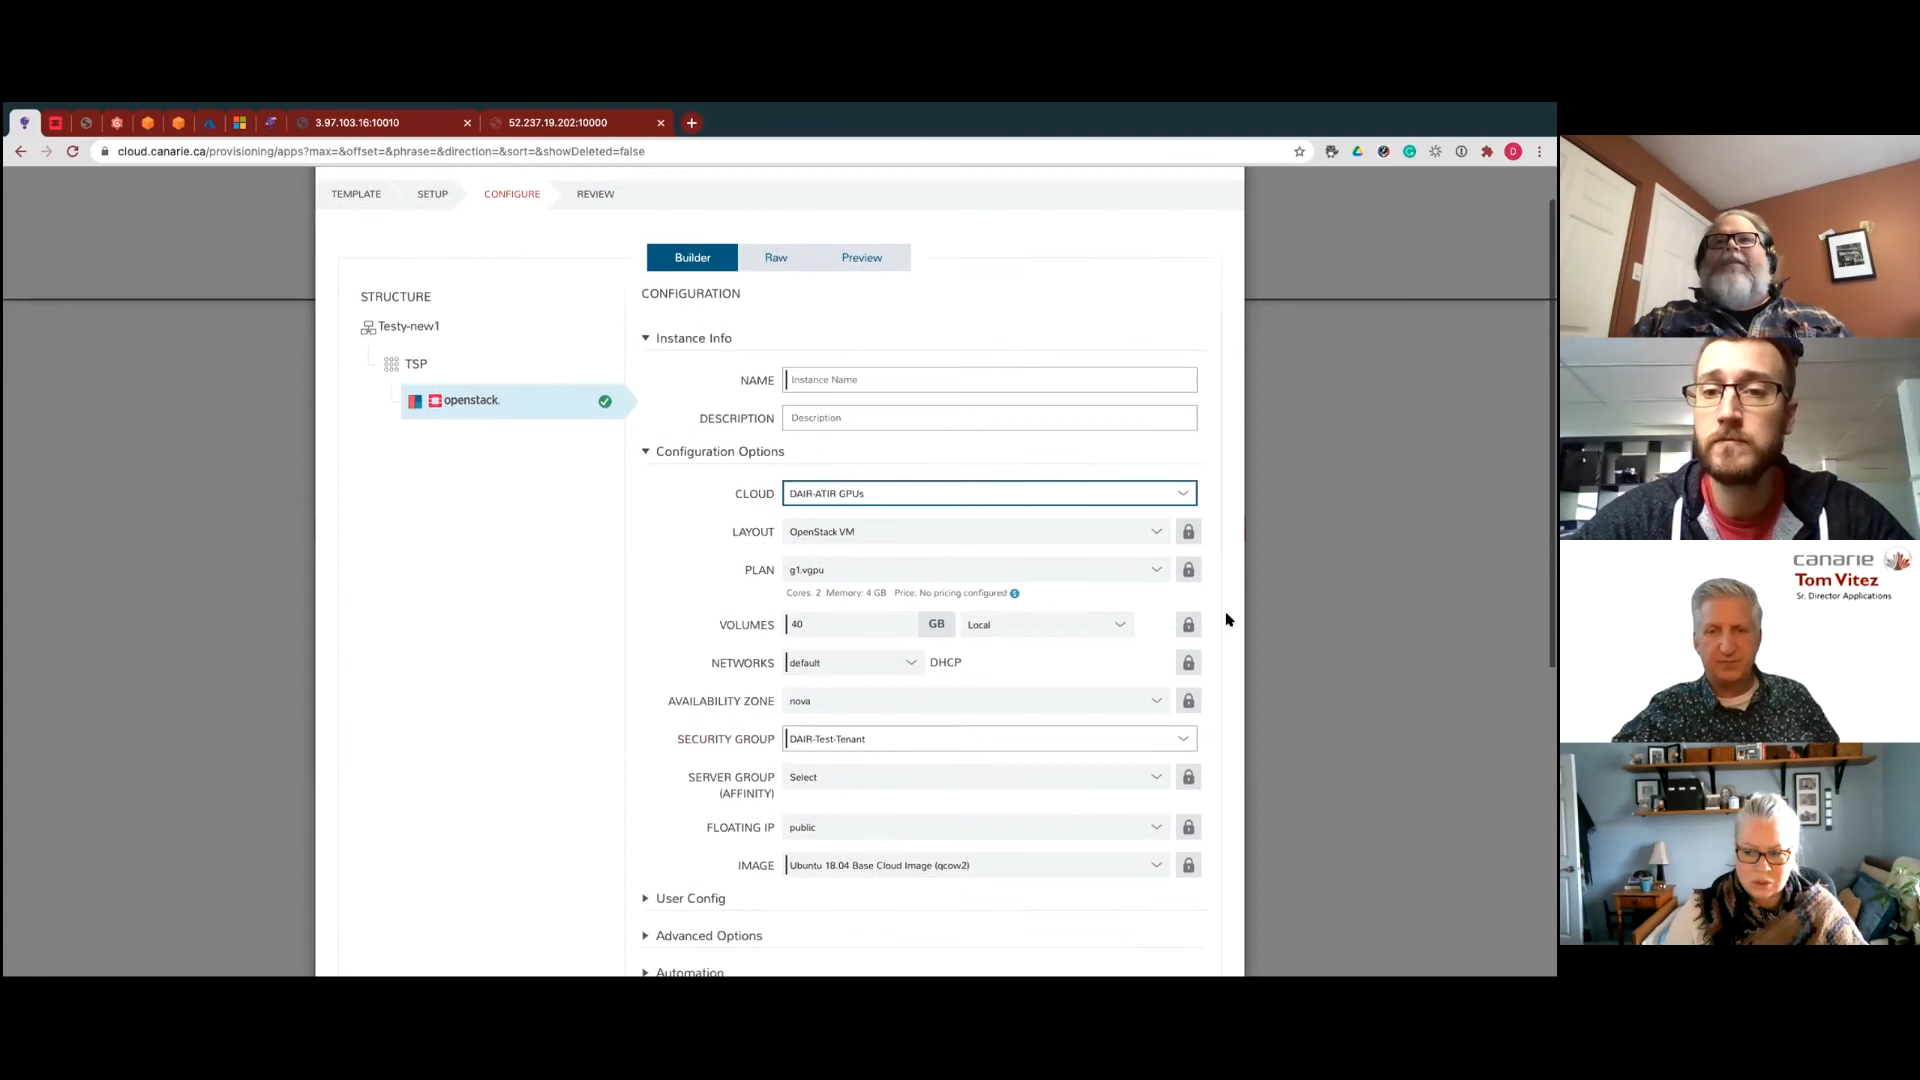 3.97.103.16:10010
52.237.19.202:10000
cloud.canarie.ca/provisioning/apps?max=&offset=&phrase=&direction=&sort=&showDeleted=false
D
TEMPLATE SETUP CONFIGURE REVIEW
Builder Raw Preview
STRUCTURE
Testy-new1
TSP
openstack.
CONFIGURATION
Instance Info
NAME Instance Name
DESCRIPTION Description
Configuration Options
CLOUD DAIR-ATIR GPUs
LAYOUT OpenStack VM
PLAN g1.vgpu
Cores: 2 Memory: 4 GB Price: No pricing configured
VOLUMES 40 GB Local
NETWORKS default DHCP
AVAILABILITY ZONE nova
SECURITY GROUP DAIR-Test-Tenant
SERVER GROUP (AFFINITY) Select
FLOATING IP public
IMAGE Ubuntu 18.04 Base Cloud Image (qcow2)
User Config
Advanced Options
Automation
canarie
Tom Vitez
Sr. Director Applications